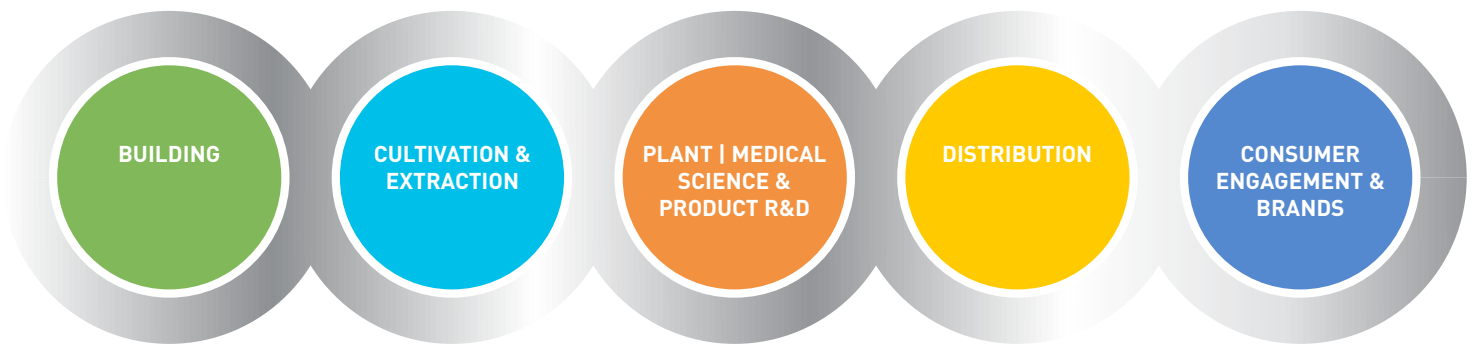 BUILDING
CULTIVATION &
EXTRACTION
PLANT | MEDICAL
SCIENCE &
PRODUCT R&D
DISTRIBUTION
CONSUMER
ENGAGEMENT &
BRANDS